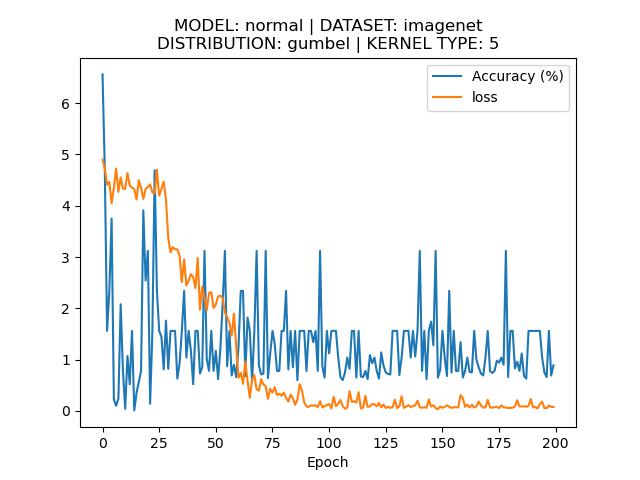 MODEL: normal | DATASET: imagenet
DISTRIBUTION: gumbel | KERNEL TYPE: 5
Accuracy (%)
loss
6
5
4
3
2
1
0
0 25 50 75 100 125 150 175 200
Epoch